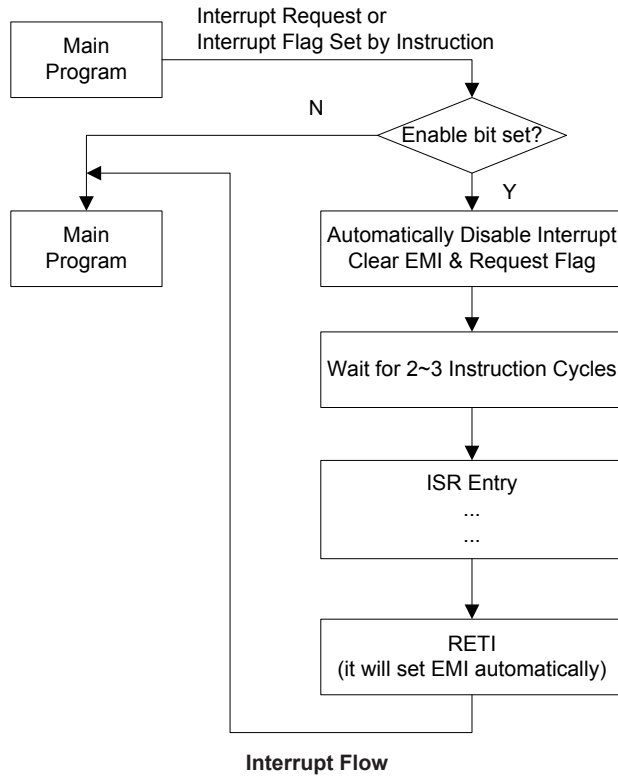 Main
Program
Interrupt Request or
Interrupt Flag Set by Instruction
Enable bit set?
N
Y
Main
Program
Automatically Disable Interrupt
Clear EMI & Request Flag
Wait for 2~3 Instruction Cycles
ISR Entry
...
...
RETI
(it will set EMI automatically)
Interrupt Flow